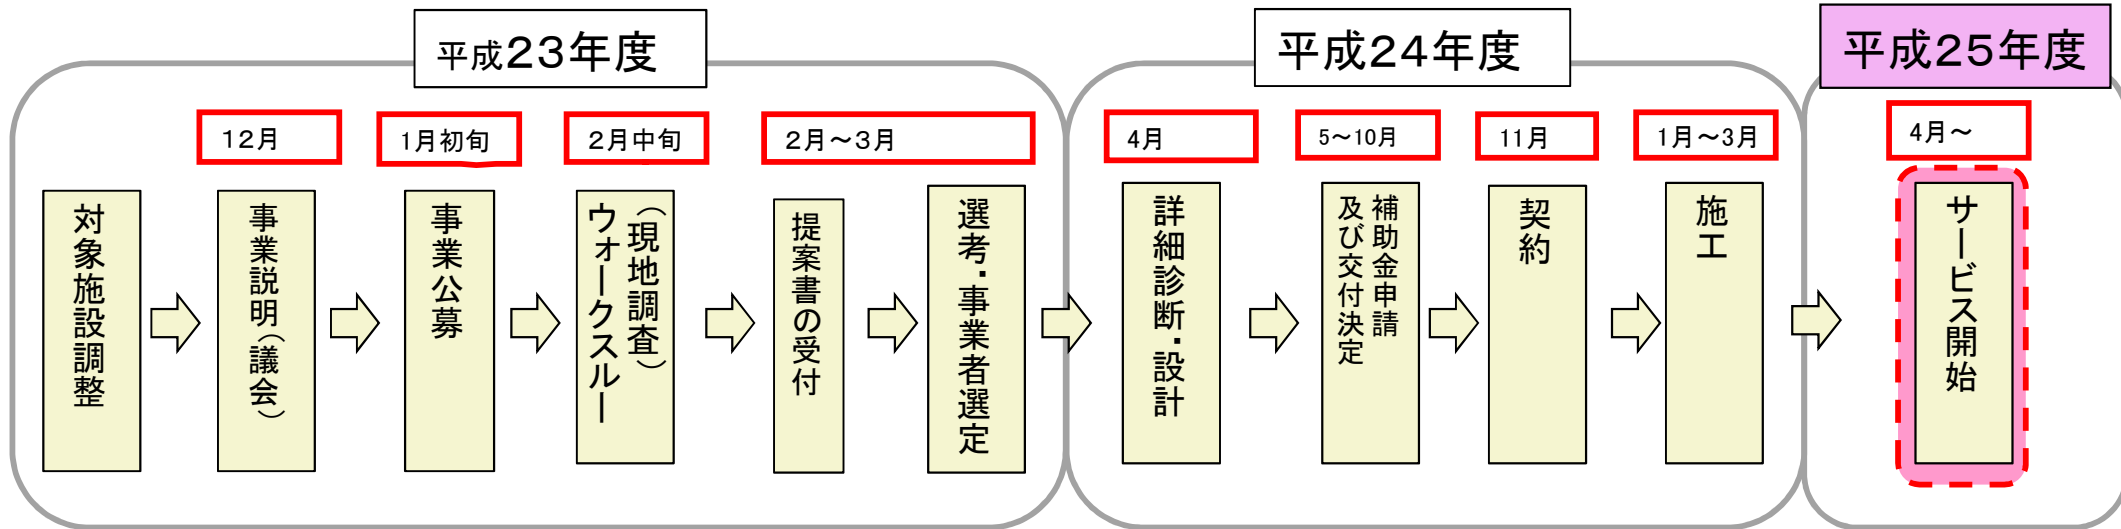 平成23年度
12月
1月初旬
2月中旬
2月～3月
対象施設調整
事業説明（議会）
事業公募
ウォークスルー
（現地調査）
提案書の受付
選考・事業者選定
平成24年度
4月
5～10月
11月
1月～3月
詳細診断・設計
補助金申請
及び交付決定
契約
施工
平成25年度
4月～
サービス開始